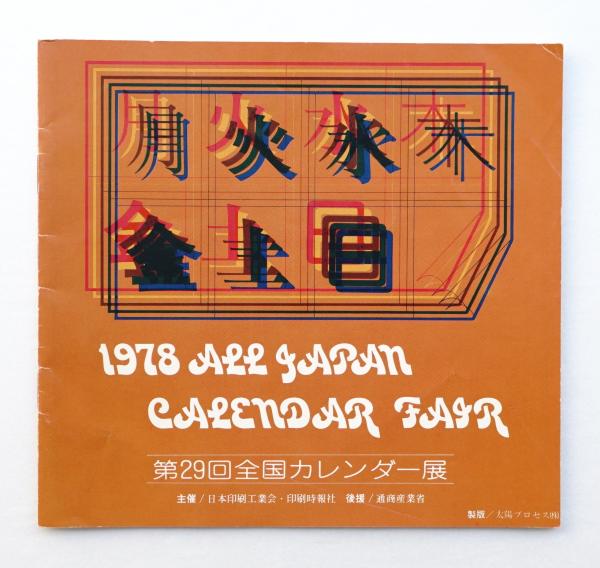 月火水木
金土日
1978 ALL JAPAN
CALENDAR FAIR
第29回全国カレンダー展
主催／日本印刷工業会・印刷時報社 後援／通商産業省
製版／太陽プロセス㈱